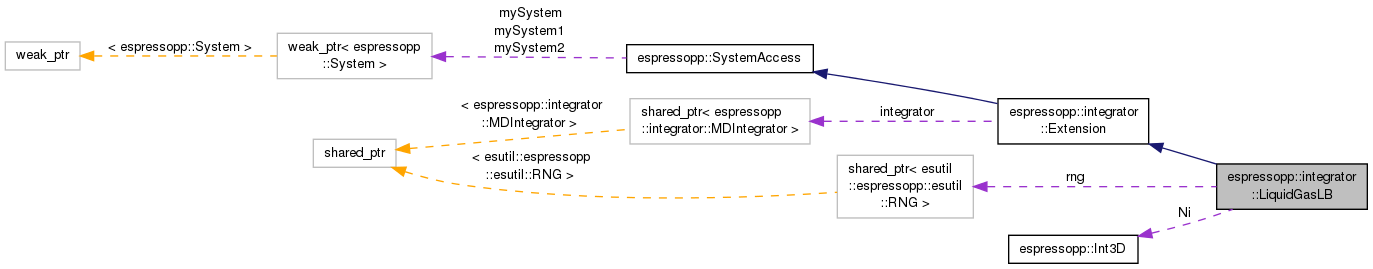 weak_ptr
< espressopp::System >
weak_ptr< espressopp
::System >
mySystem
mySystem1
mySystem2
espressopp::SystemAccess
shared_ptr
< espressopp::integrator
::MDIntegrator >
< esutil::espressopp
::esutil::RNG >
shared_ptr< espressopp
::integrator::MDIntegrator >
integrator
espressopp::integrator
::Extension
shared_ptr< esutil
::espressopp::esutil
::RNG >
rng
espressopp::integrator
::LiquidGasLB
Ni
espressopp::Int3D